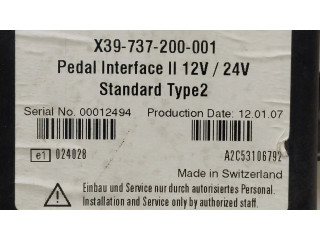 X39-737-200-001
Pedal Interface II 12V / 24V
Standard Type2
Serial No. 00012494 Production Date: 12.01.07
e1 024028 A2C53106792
Made in Switzerland
Einbau und Service nur durch autorisiertes Personal.
Installation and Service only by authorized staff.